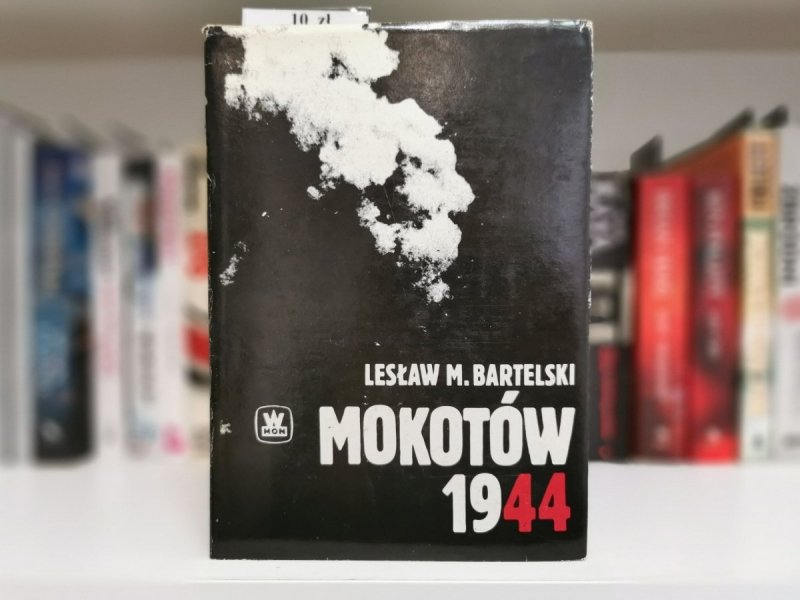 10 zł
LESŁAW M. BARTELSKI
W
MON
MOKOTÓW
1944